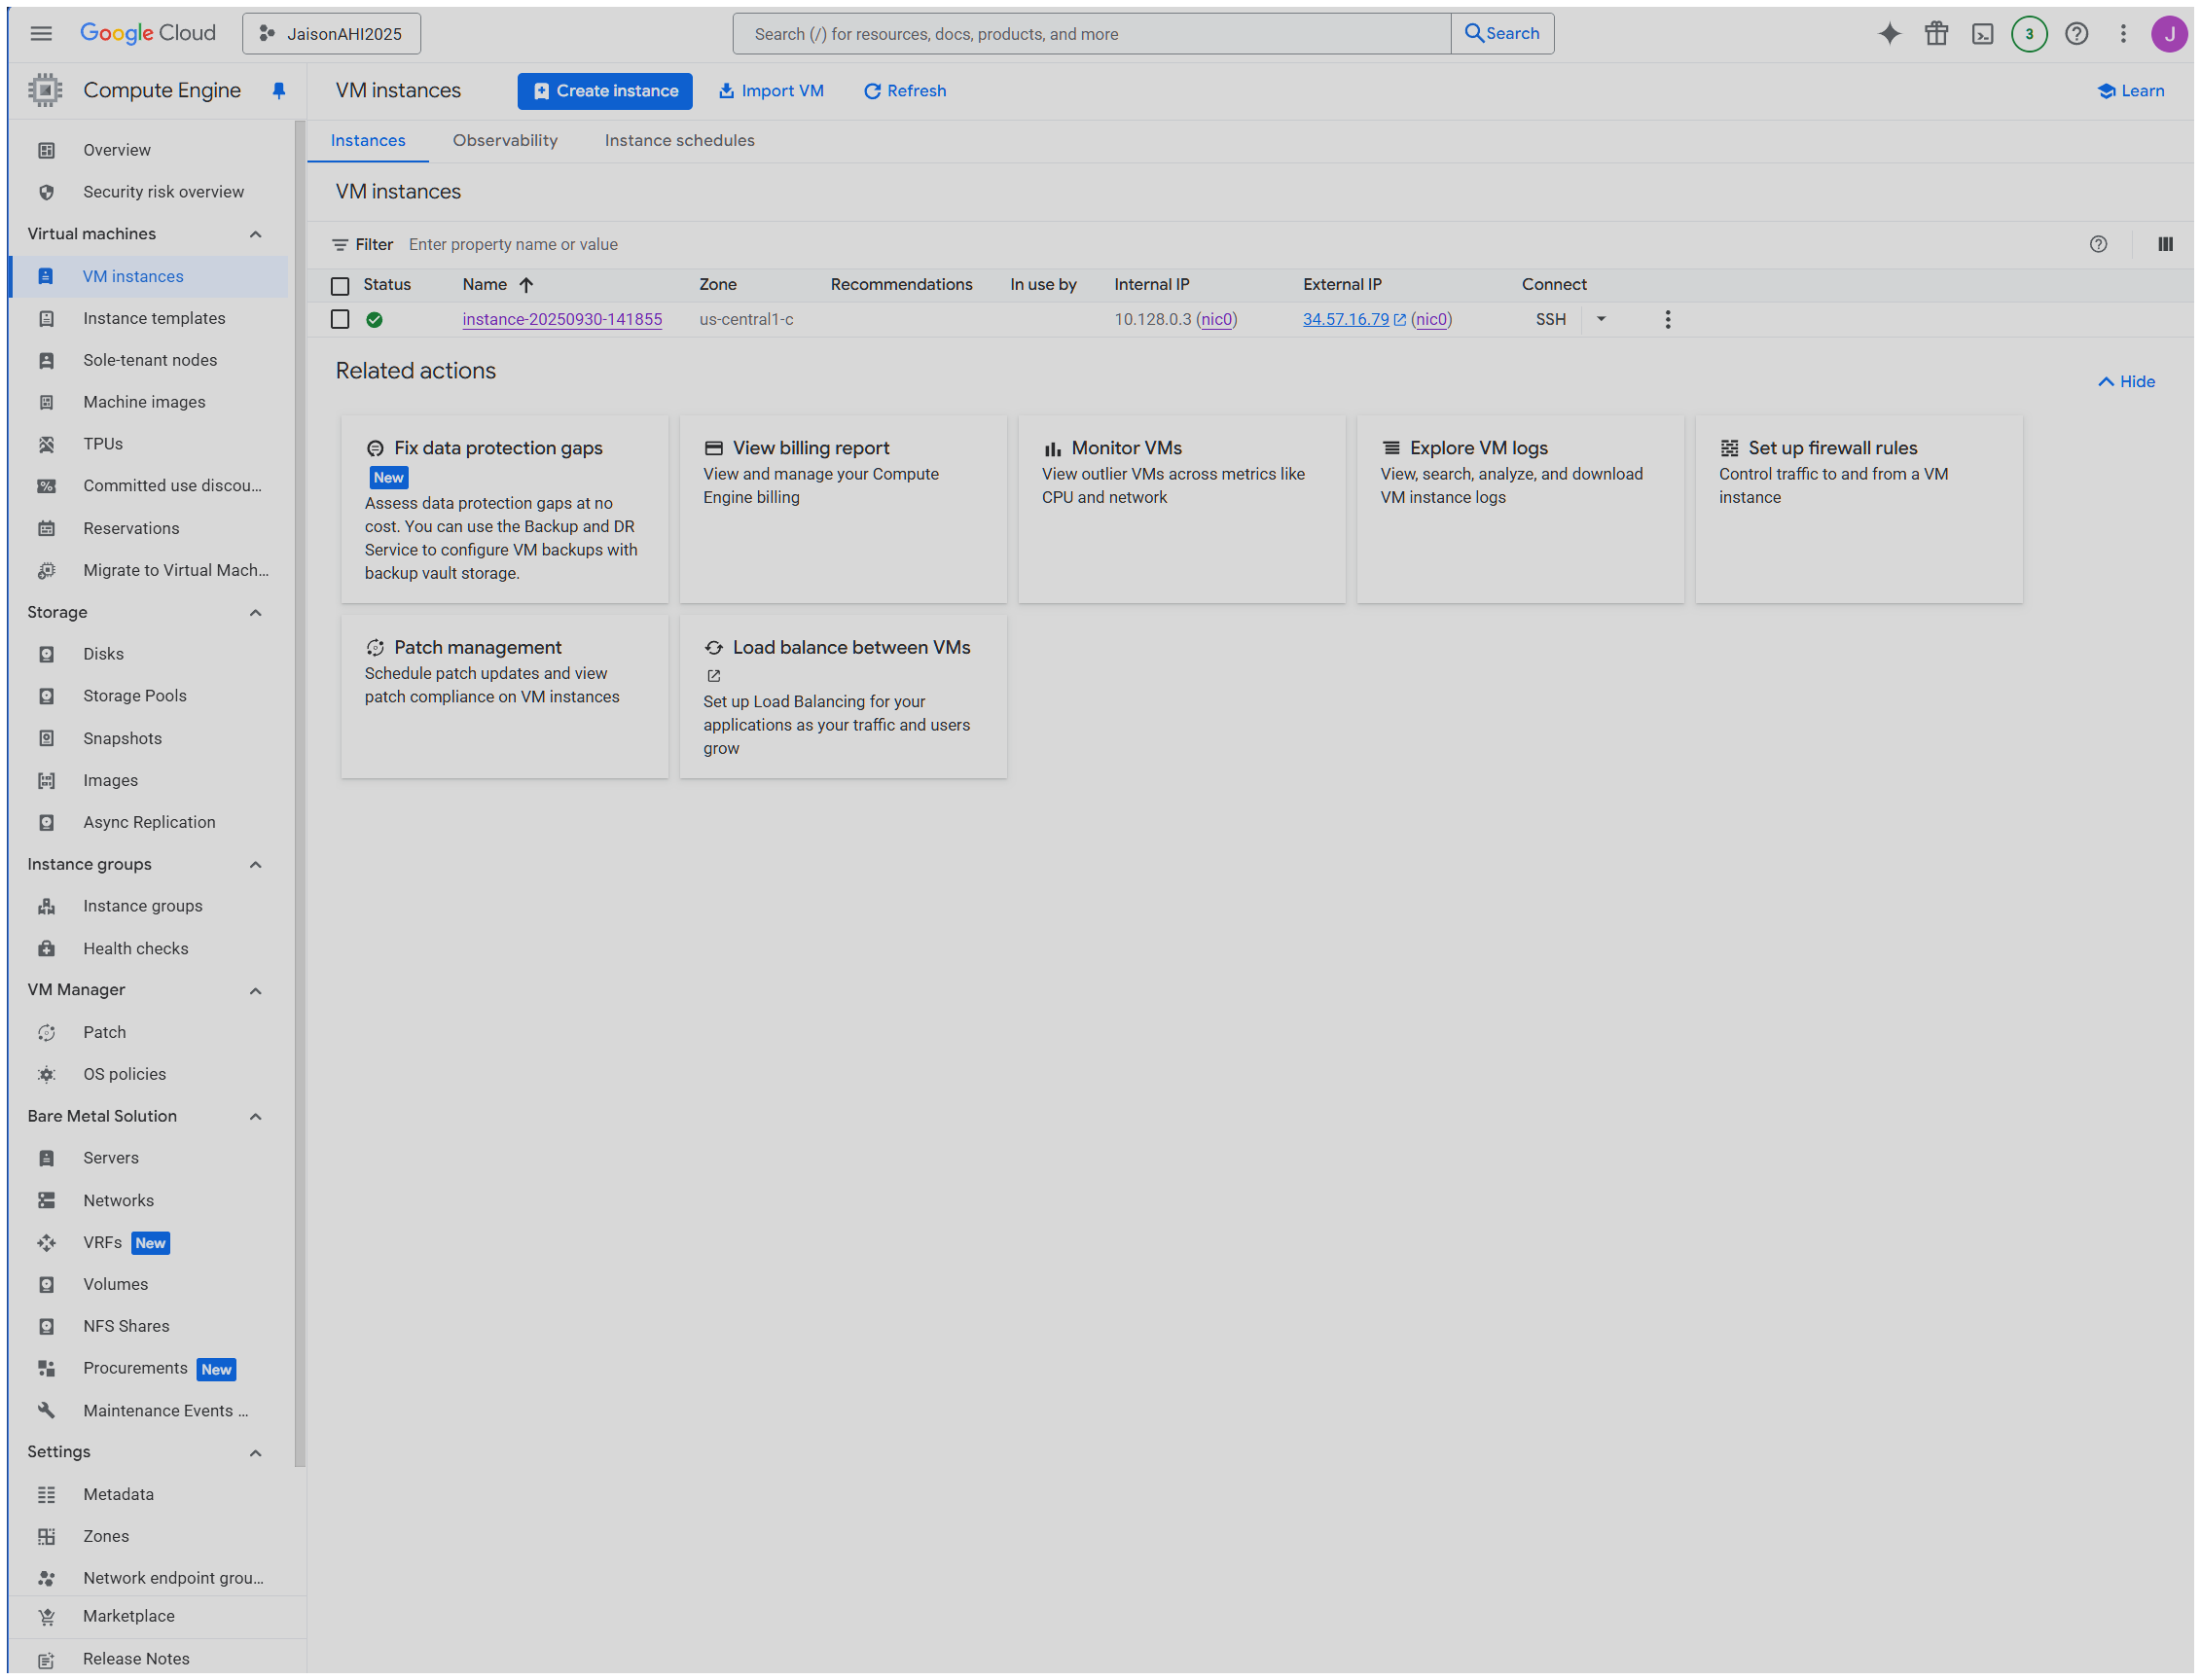 Google Cloud
JaisonAHI2025
Search (/) for resources, docs, products, and more
Search
3
J
Compute Engine
VM instances
Create instance
Import VM
Refresh
Learn
Overview
Security risk overview
Virtual machines
VM instances
Instance templates
Sole-tenant nodes
Machine images
TPUs
Committed use discou...
Reservations
Migrate to Virtual Mach...
Storage
Disks
Storage Pools
Snapshots
Images
Async Replication
Instance groups
Instance groups
Health checks
VM Manager
Patch
OS policies
Bare Metal Solution
Servers
Networks
VRFs New
Volumes
NFS Shares
Procurements New
Maintenance Events ...
Settings
Metadata
Zones
Network endpoint grou...
Marketplace
Release Notes
Instances Observability Instance schedules
VM instances
Filter Enter property name or value
Status Name Zone Recommendations In use by Internal IP External IP Connect
instance-20250930-141855 us-central1-c 10.128.0.3 (nic0) 34.57.16.79 (nic0) SSH
Related actions
Hide
Fix data protection gaps
New
Assess data protection gaps at no
cost. You can use the Backup and DR
Service to configure VM backups with
backup vault storage.
View billing report
View and manage your Compute
Engine billing
Monitor VMs
View outlier VMs across metrics like
CPU and network
Explore VM logs
View, search, analyze, and download
VM instance logs
Set up firewall rules
Control traffic to and from a VM
instance
Patch management
Schedule patch updates and view
patch compliance on VM instances
Load balance between VMs
Set up Load Balancing for your
applications as your traffic and users
grow